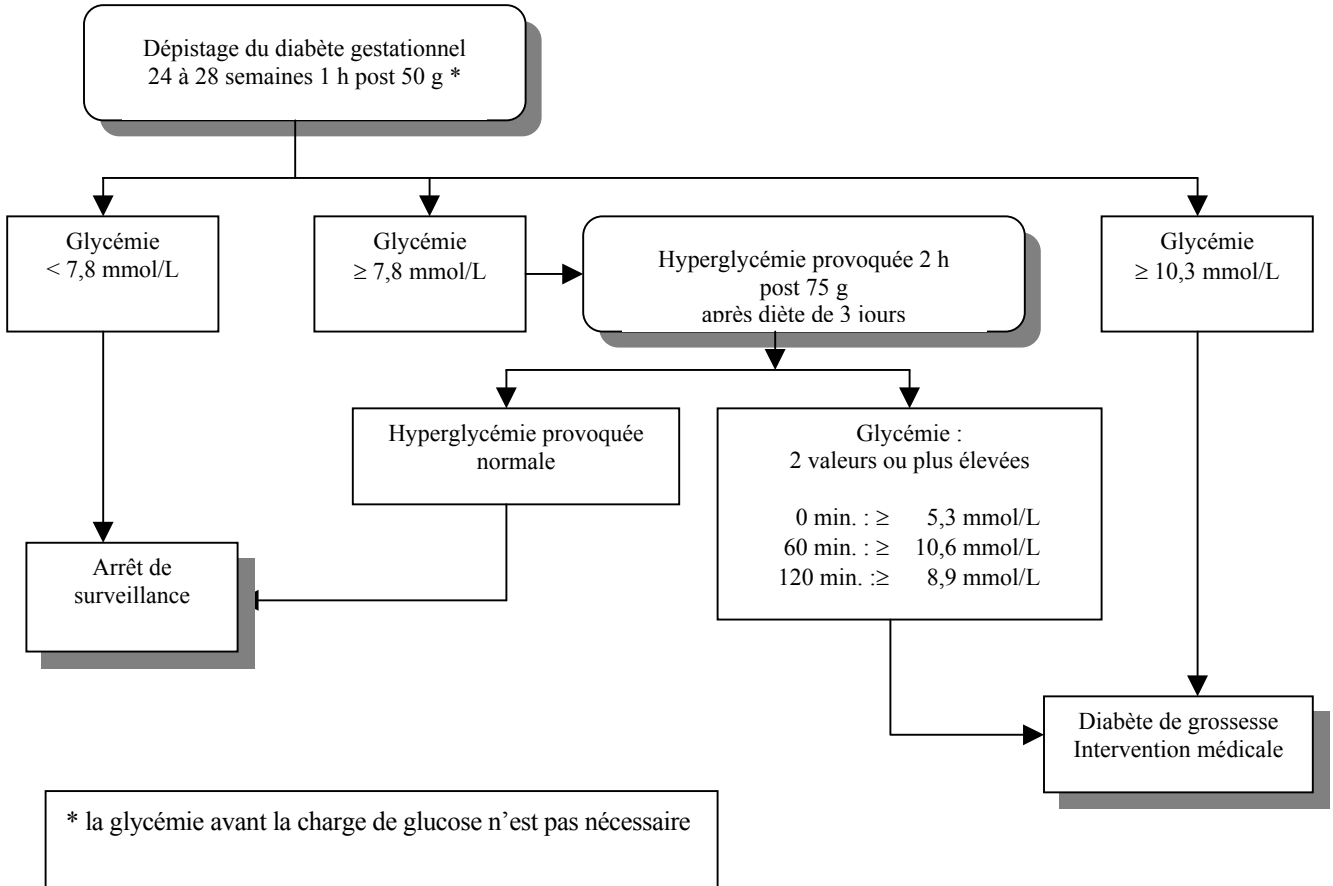 Dépistage du diabète gestationnel
24 à 28 semaines 1 h post 50 g *
Glycémie
< 7,8 mmol/L
Glycémie
≥ 7,8 mmol/L
Hyperglycémie provoquée 2 h
post 75 g
après diète de 3 jours
Glycémie
≥ 10,3 mmol/L
Hyperglycémie provoquée
normale
Glycémie :
2 valeurs ou plus élevées
0 min. : ≥ 5,3 mmol/L
60 min. : ≥ 10,6 mmol/L
120 min. :≥ 8,9 mmol/L
Arrêt de
surveillance
Diabète de grossesse
Intervention médicale
* la glycémie avant la charge de glucose n'est pas nécessaire